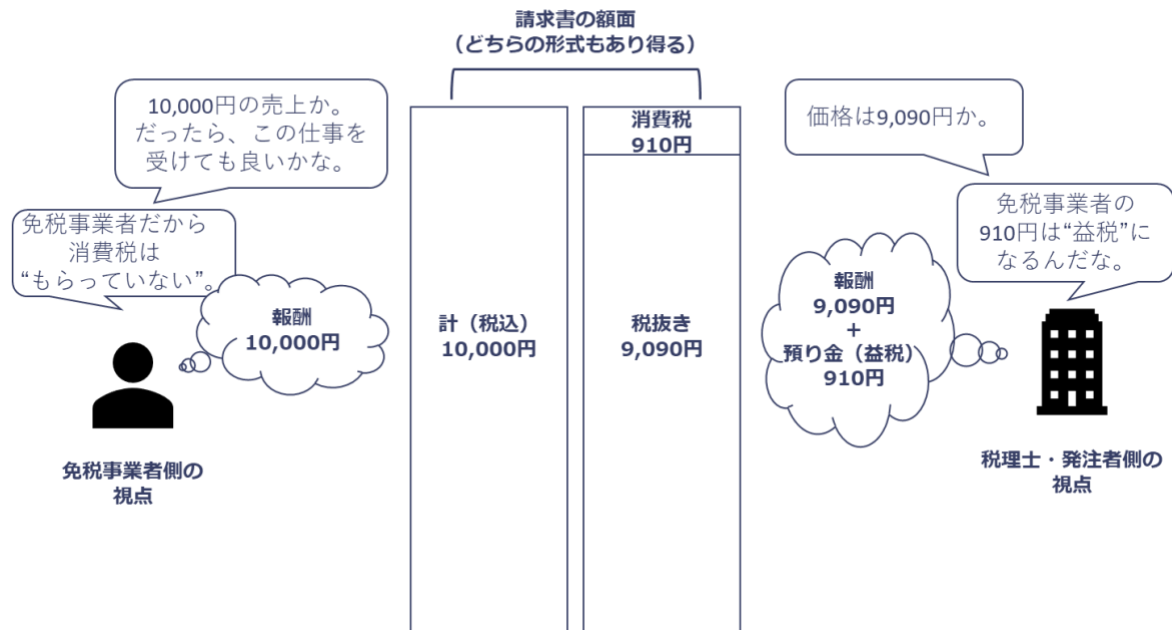 請求書の額面
（どちらの形式もあり得る）
10,000円の売上か。
だったら、この仕事を
受けても良いかな。
免税事業者だから
消費税は
“もらっていない”。
報酬
10,000円
免税事業者側の
視点
計（税込）
10,000円
消費税
910円
税抜き
9,090円
価格は9,090円か。
免税事業者の
910円は“益税”に
なるんだな。
報酬
9,090円
+
預り金（益税）
910円
税理士・発注者側の
視点